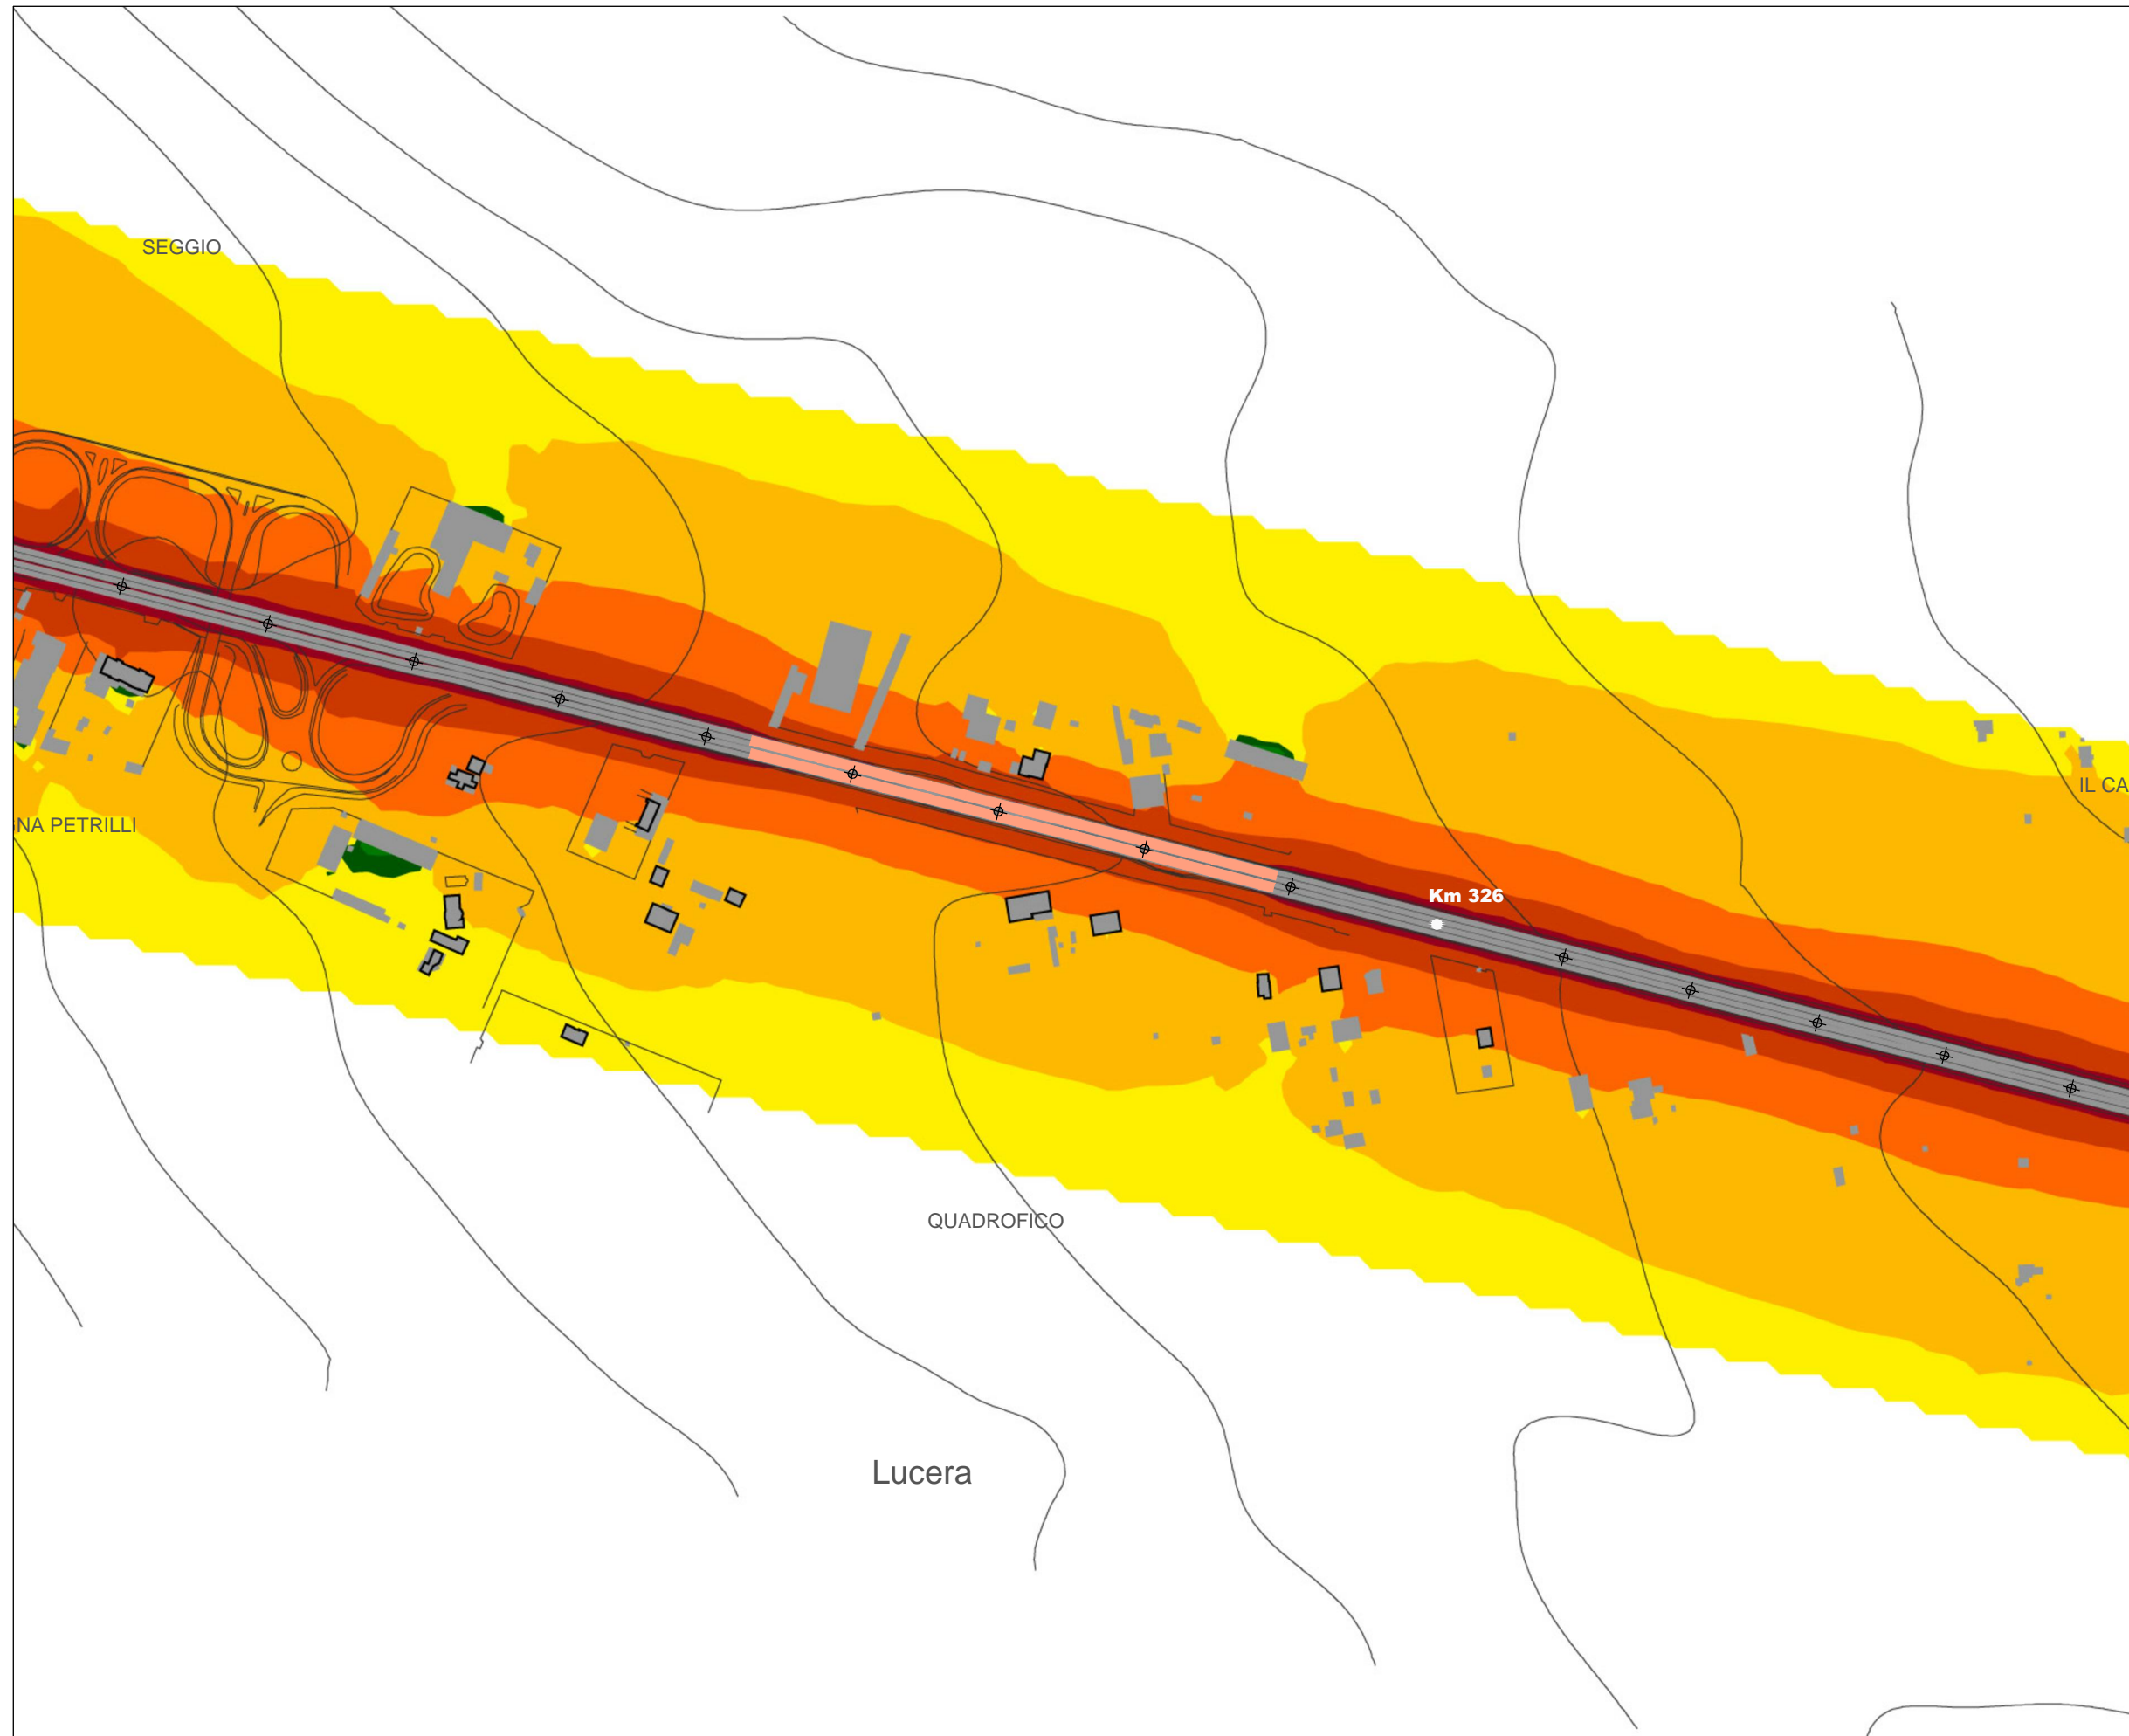 SEGGIO
IL CA
NA PETRILLI
Km 326
QUADROFICO
Lucera